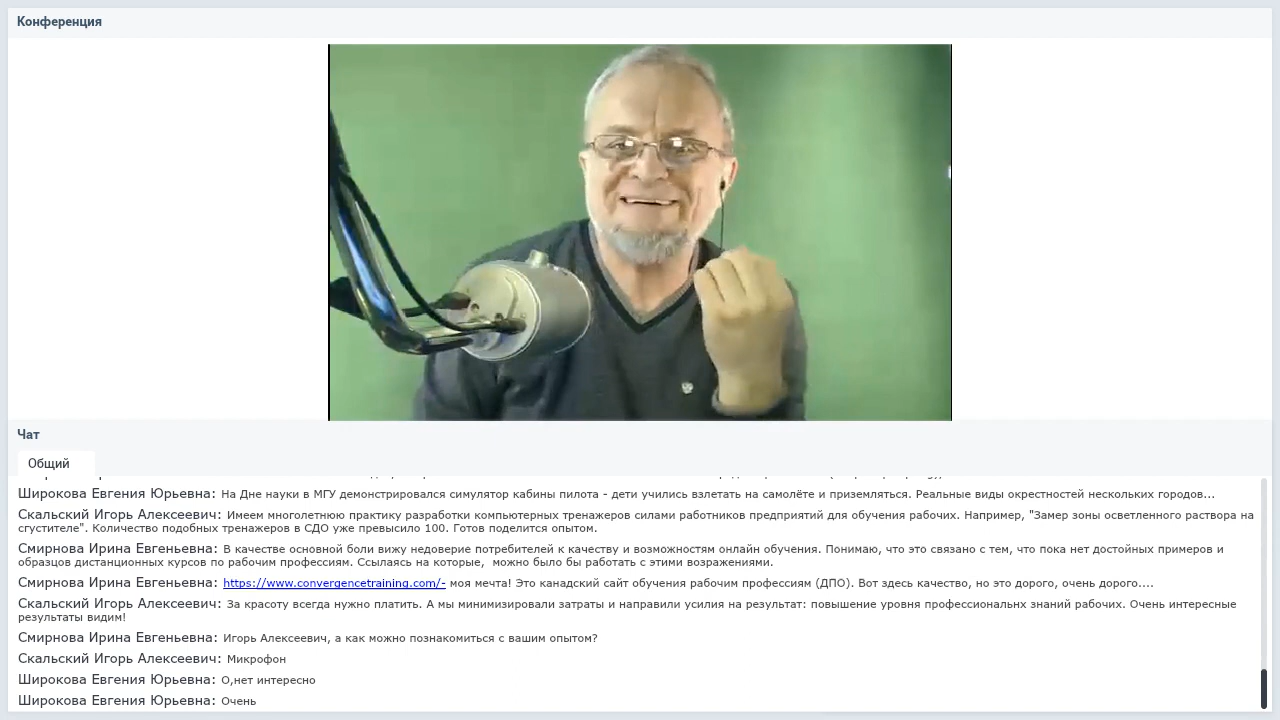 Конференция
Чат
Общий
Широкова Евгения Юрьевна: На Дне науки в МГУ демонстрировался симулятор кабины пилота - дети учились взлетать на самолёте и приземляться. Реальные виды окрестностей нескольких городов...
Скальский Игорь Алексеевич: Имеем многолетнюю практику разработки компьютерных тренажеров силами работников предприятий для обучения рабочих. Например, "Замер зоны осветленного раствора на
сгустителе". Количество подобных тренажеров в СДО уже превысило 100. Готов поделится опытом.
Смирнова Ирина Евгеньевна: В качестве основной боли вижу недоверие потребителей к качеству и возможностям онлайн обучения. Понимаю, что это связано с тем, что пока нет достойных примеров и
образцов дистанционных курсов по рабочим профессиям. Ссылаясь на которые,  можно было бы работать с этими возражениями.
Смирнова Ирина Евгеньевна: https://www.convergencetraining.com/- моя мечта! Это канадский сайт обучения рабочим профессиям (ДПО). Вот здесь качество, но это дорого, очень дорого....
Скальский Игорь Алексеевич: За красоту всегда нужно платить. А мы минимизировали затраты и направили усилия на результат: повышение уровня профессиональнх знаний рабочих. Очень интересные
результаты видим!
Смирнова Ирина Евгеньевна: Игорь Алексеевич, а как можно познакомиться с вашим опытом?
Скальский Игорь Алексеевич: Микрофон
Широкова Евгения Юрьевна: О,нет интересно
Широкова Евгения Юрьевна: Очень